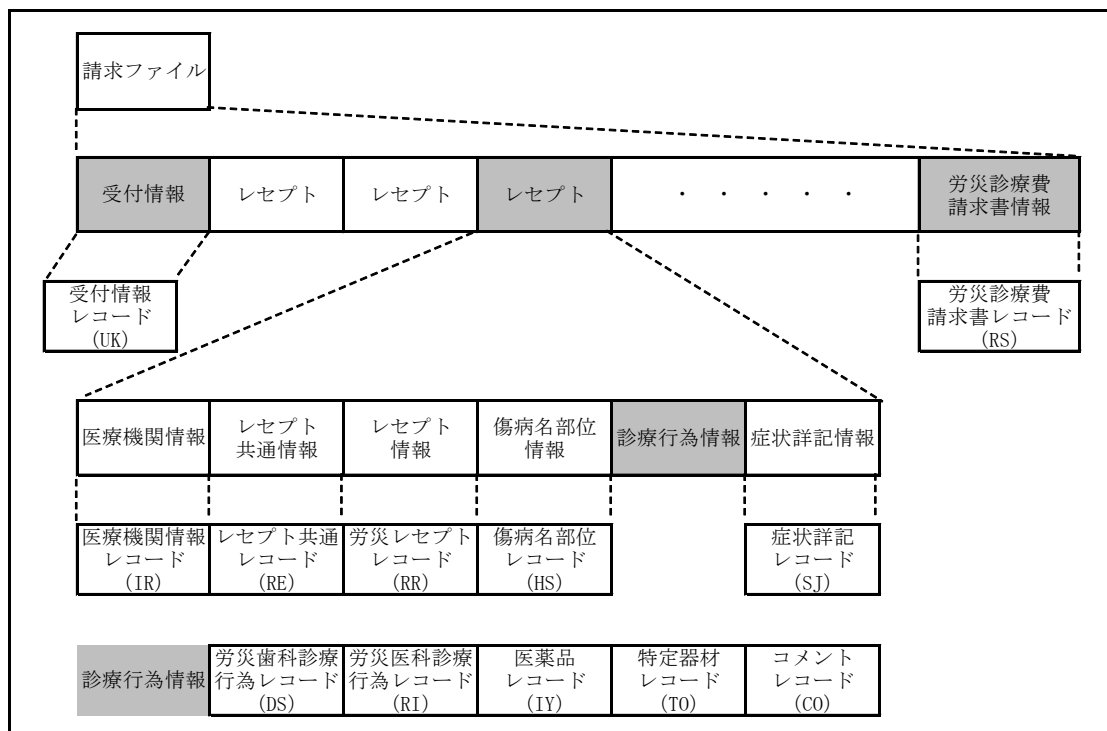 請求ファイル
受付情報
レセプト
レセプト
レセプト
・ ・ ・ ・ ・
労災診療費
請求書情報
受付情報
レコード
(UK)
労災診療費
請求書レコード
(RS)
医療機関情報
レセプト
共通情報
レセプト
情報
傷病名部位
情報
診療行為情報
症状詳記情報
医療機関情報
レコード
(IR)
レセプト共通
レコード
(RE)
労災レセプト
レコード
(RR)
傷病名部位
レコード
(HS)
症状詳記
レコード
(SJ)
診療行為情報
労災歯科診療
行為レコード
(DS)
労災医科診療
行為レコード
(RI)
医薬品
レコード
(IY)
特定器材
レコード
(TO)
コメント
レコード
(CO)